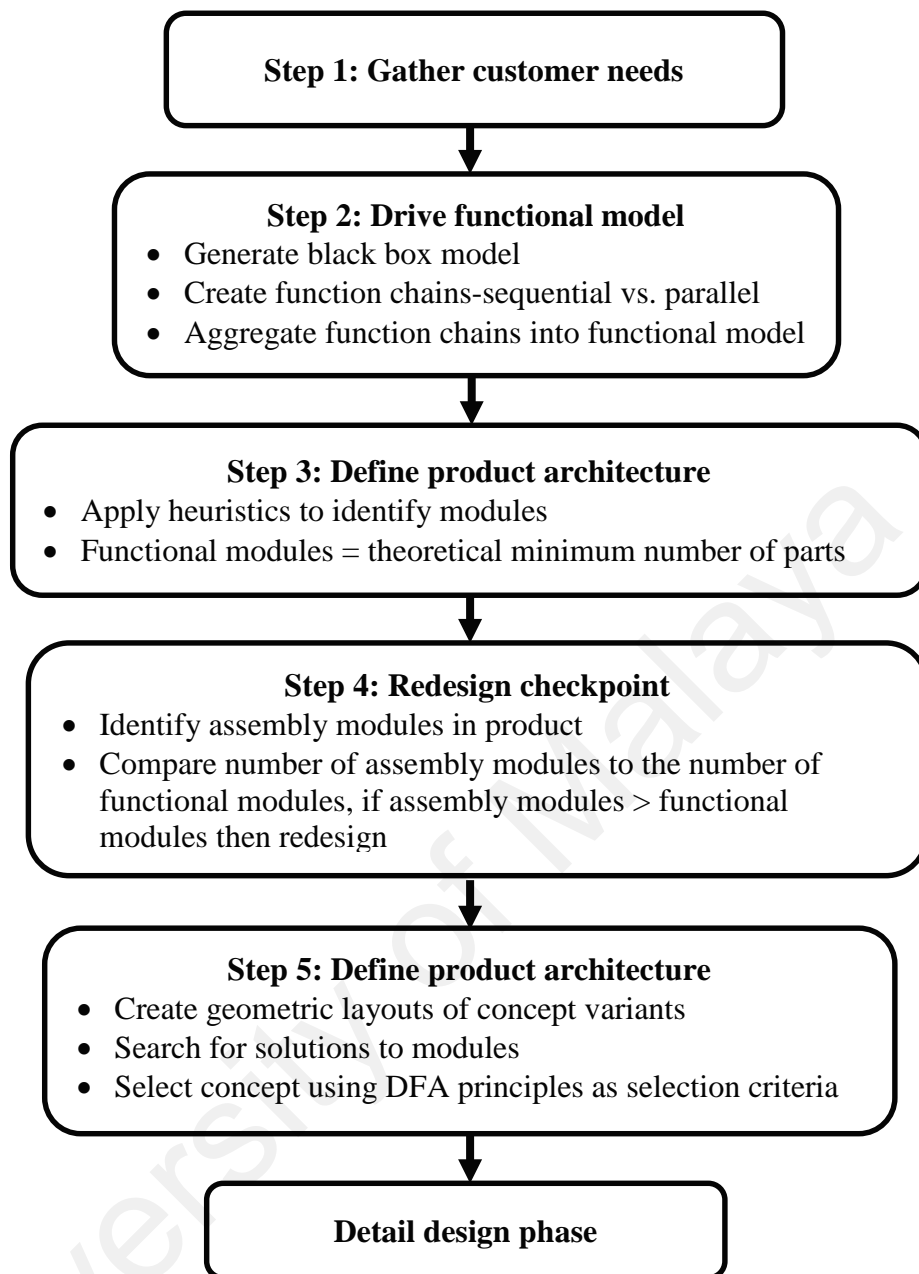 Step 1: Gather customer needs
Step 2: Drive functional model
• Generate black box model
• Create function chains-sequential vs. parallel
• Aggregate function chains into functional model
Step 3: Define product architecture
• Apply heuristics to identify modules
• Functional modules = theoretical minimum number of parts
Step 4: Redesign checkpoint
• Identify assembly modules in product
• Compare number of assembly modules to the number of
functional modules, if assembly modules > functional
modules then redesign
Step 5: Define product architecture
• Create geometric layouts of concept variants
• Search for solutions to modules
• Select concept using DFA principles as selection criteria
Detail design phase
versity of Malaya